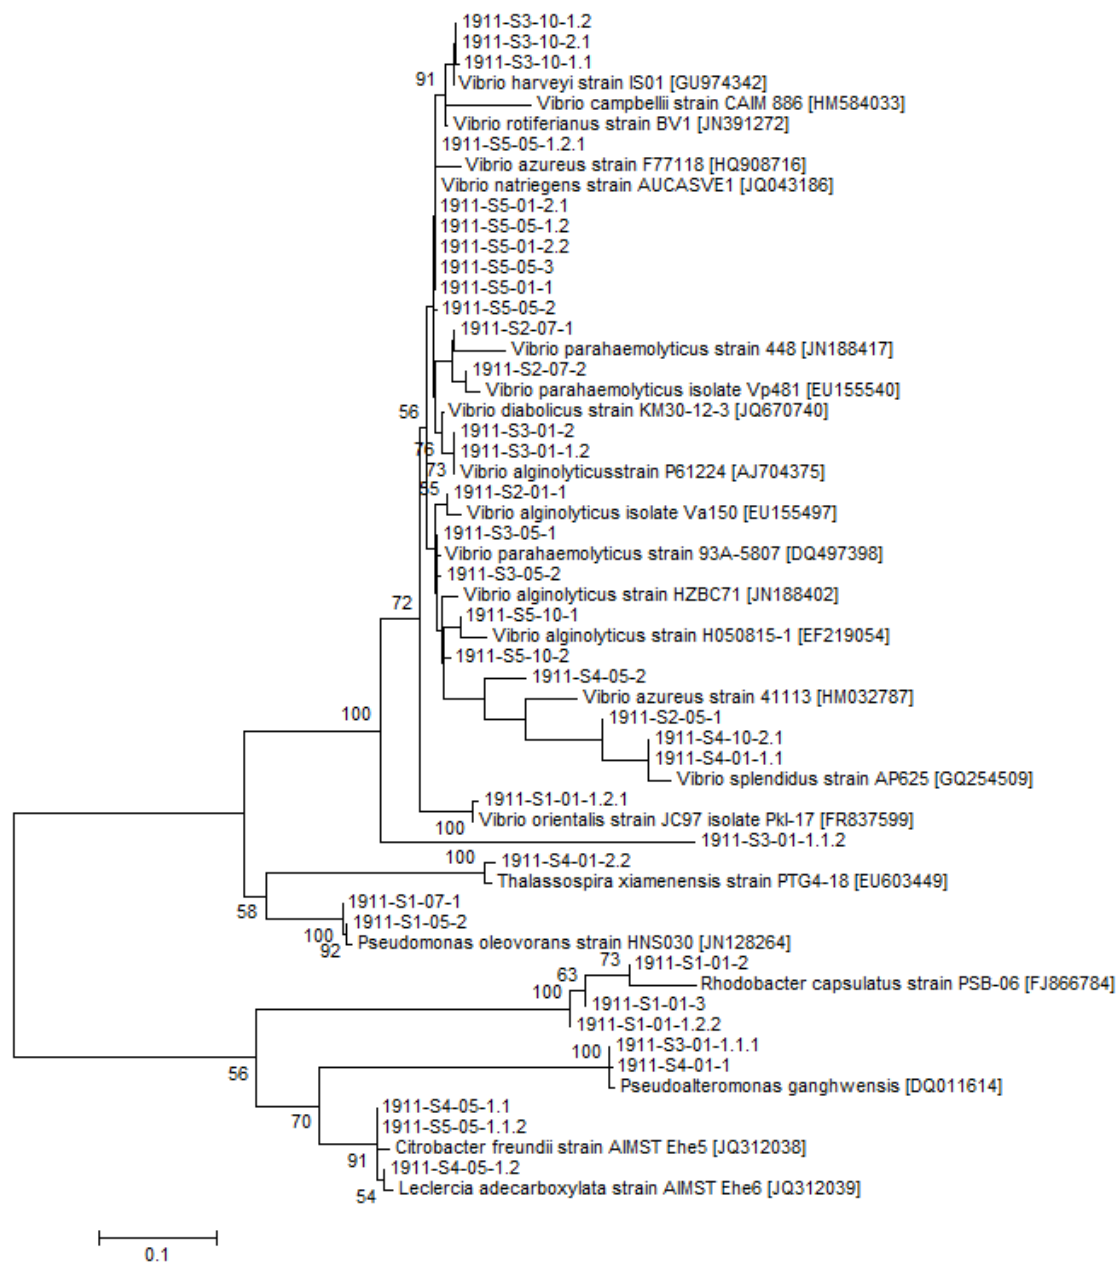 1911-S3-10-1.2
1911-S3-10-2.1
1911-S3-10-1.1
91
Vibrio harveyi strain IS01 [GU974342]
Vibrio campbellii strain CAIM 886 [HM584033]
Vibrio rotiferianus strain BV1 [JN391272]
1911-S5-05-1.2.1
Vibrio azureus strain F77118 [HQ908716]
Vibrio natriegens strain AUCASVE1 [JQ043186]
1911-S5-01-2.1
1911-S5-05-1.2
1911-S5-01-2.2
1911-S5-05-3
1911-S5-01-1
1911-S5-05-2
1911-S2-07-1
Vibrio parahaemolyticus strain 448 [JN188417]
1911-S2-07-2
Vibrio parahaemolyticus isolate Vp481 [EU155540]
56
Vibrio diabolicus strain KM30-12-3 [JQ670740]
1911-S3-01-2
76
1911-S3-01-1.2
73
Vibrio alginolyticusstrain P61224 [AJ704375]
55
1911-S2-01-1
Vibrio alginolyticus isolate Va150 [EU155497]
1911-S3-05-1
Vibrio parahaemolyticus strain 93A-5807 [DQ497398]
1911-S3-05-2
Vibrio alginolyticus strain HZBC71 [JN188402]
72
1911-S5-10-1
Vibrio alginolyticus strain H050815-1 [EF219054]
1911-S5-10-2
1911-S4-05-2
Vibrio azureus strain 41113 [HM032787]
100
1911-S2-05-1
1911-S4-10-2.1
1911-S4-01-1.1
Vibrio splendidus strain AP625 [GQ254509]
1911-S1-01-1.2.1
Vibrio orientalis strain JC97 isolate Pkl-17 [FR837599]
100
1911-S3-01-1.1.2
100
1911-S4-01-2.2
Thalassospira xiamenensis strain PTG4-18 [EU603449]
58
1911-S1-07-1
1911-S1-05-2
100
Pseudomonas oleovorans strain HNS030 [JN128264]
92
73
1911-S1-01-2
63
Rhodobacter capsulatus strain PSB-06 [FJ866784]
100
1911-S1-01-3
1911-S1-01-1.2.2
1911-S3-01-1.1.1
100
1911-S4-01-1
56
Pseudoalteromonas ganghwensis [DQ011614]
1911-S4-05-1.1
70
1911-S5-05-1.1.2
Citrobacter freundii strain AIMST Ehe5 [JQ312038]
91
1911-S4-05-1.2
Leclercia adecarboxylata strain AIMST Ehe6 [JQ312039]
54
0.1